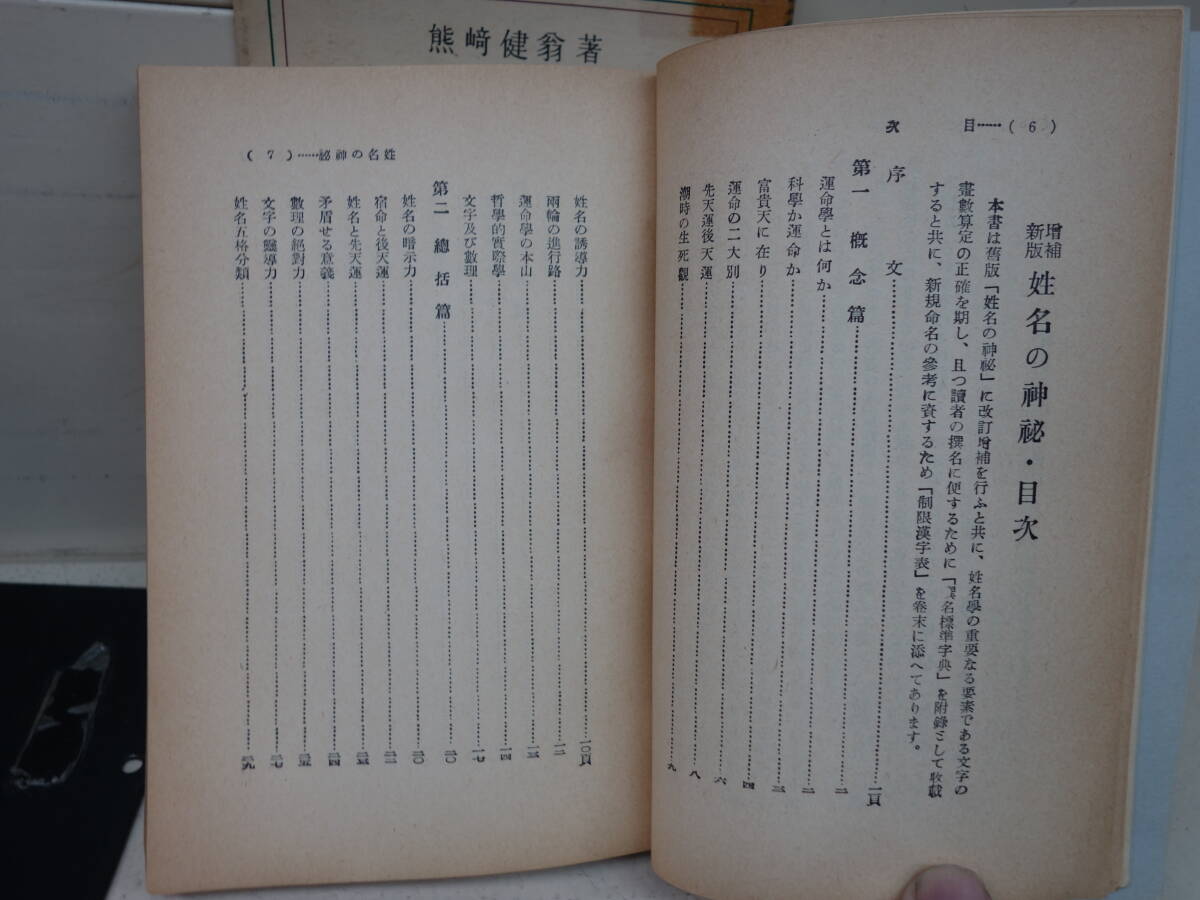 熊﨑健翁著
目……(6)
次
増補
新版
姓名の神祕・目次
本書は舊版「姓名の神祕」に改訂増補を行ふと共に、姓名學の重要なる要素である文字の
畫數算定の正確を期し、且つ讀者の撰名に便するために「名標準字典」を附錄として收載
すると共に、新規命名の參考に資するため「制限漢字表」を卷末に添へてあります。
序文……一頁
第一 概念篇……二
運命學とは何か……二
科學か運命か……二
富貴天に在り……四
運命の二大別……四
先天運後天運……八
潮時の生死觀……九
(7)……姓名の神祕
姓名の誘導力……一〇頁
兩輪の進行路……一二
運命學の本山……一三
哲學的實際學……一四
文字及び數理……一七
第二 總括篇……二〇
姓名の暗示力……二〇
宿命と後天運……二二
姓名と先天運……二三
矛盾せる意義……二四
數理の絕對力……二五
文字の靈導力……二七
姓名五格分類……二九